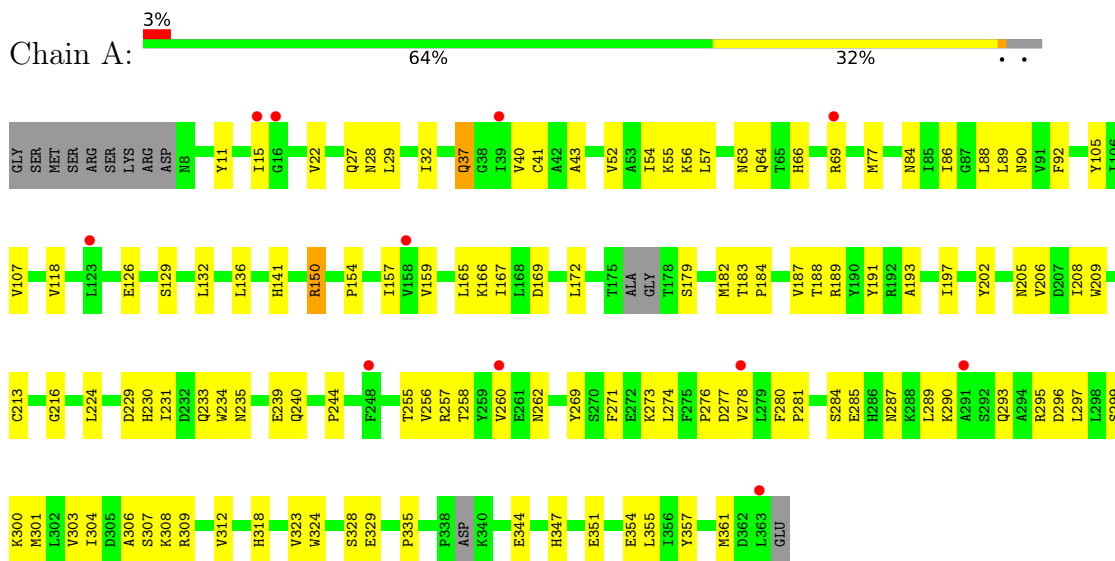 3%
Chain A:
64% 32% • •
GLY SER MET SER ARG SER LYS ARG ASP N8 Y11 I15 G16 V22 Q27 N28 L29 I32 Q37 G38 I39 V40 C41 A42 A43 V52 A53 I54 K55 K56 L57 N63 Q64 T65 H66 R69 M77 N84 I85 I86 G87 L88 L89 N90 V91 F92 Y105 I106
V107 V118 L123 E126 S129 L132 L136 H141 R150 P154 I157 V158 V159 L165 K166 I167 L168 D169 L172 T175 ALA GLY T178 S179 M182 T183 P184 V187 T188 R189 Y190 Y191 R192 A193 I197 Y202 N205 V206 D207 I208 W209
C213 G216 L224 D229 H230 I231 D232 Q233 W234 N235 E239 Q240 P244 F248 T255 V256 R257 T258 Y259 V260 E261 N262 Y269 S270 F271 E272 K273 L274 F275 P276 D277 V278 L279 F280 P281 S284 E285 H286 N287 K288 L289 K290 A291 S292 Q293 A294 R295 D296 L297 L298 S299
K300 M301 L302 V303 I304 D305 A306 S307 K308 R309 V312 H318 V323 W324 S328 E329 P335 P338 ASP K340 E344 H347 E351 E354 L355 I356 Y357 M361 D362 L363 GLU